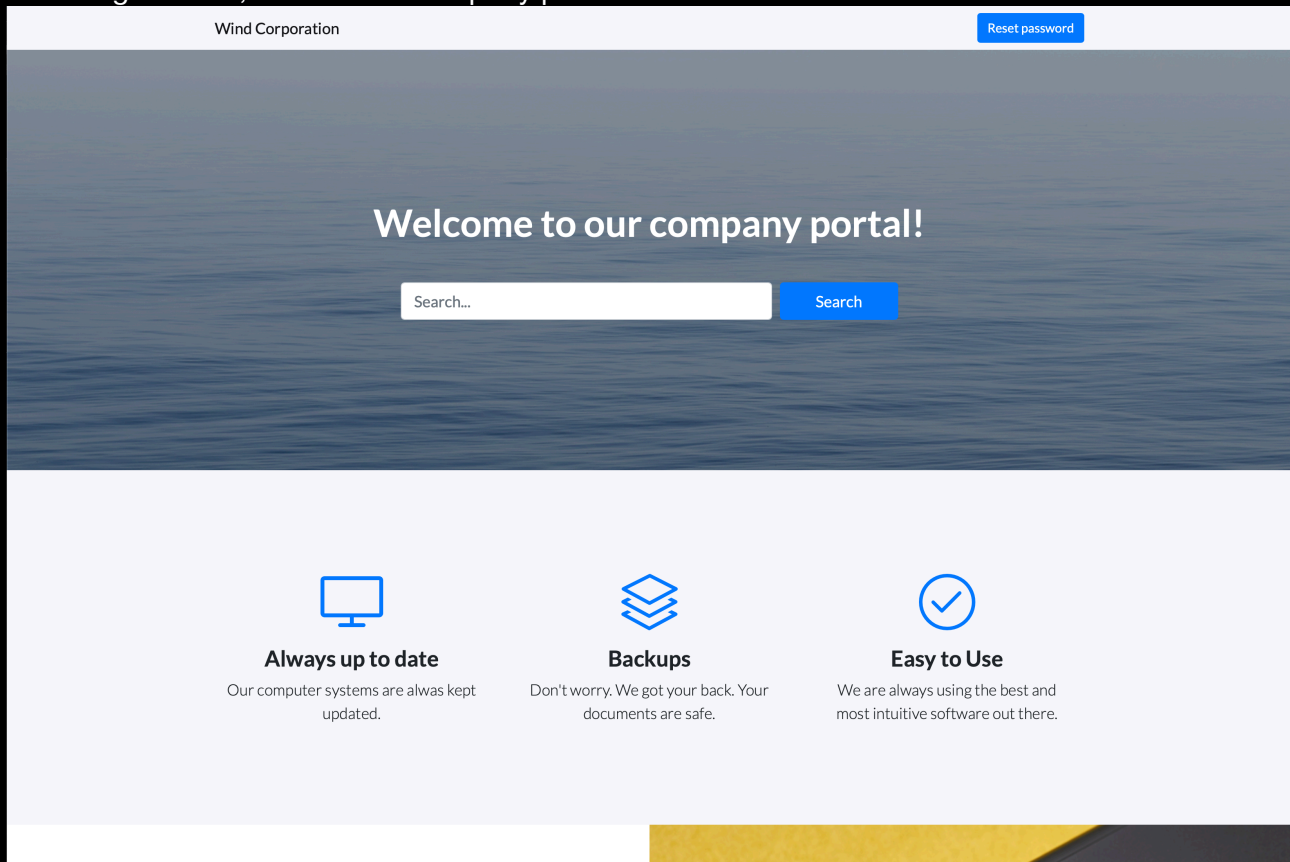 Wind Corporation
Reset password
Welcome to our company portal!
Search...
Search
Always up to date
Our computer systems are alwas kept
updated.
Backups
Don't worry. We got your back. Your
documents are safe.
Easy to Use
We are always using the best and
most intuitive software out there.